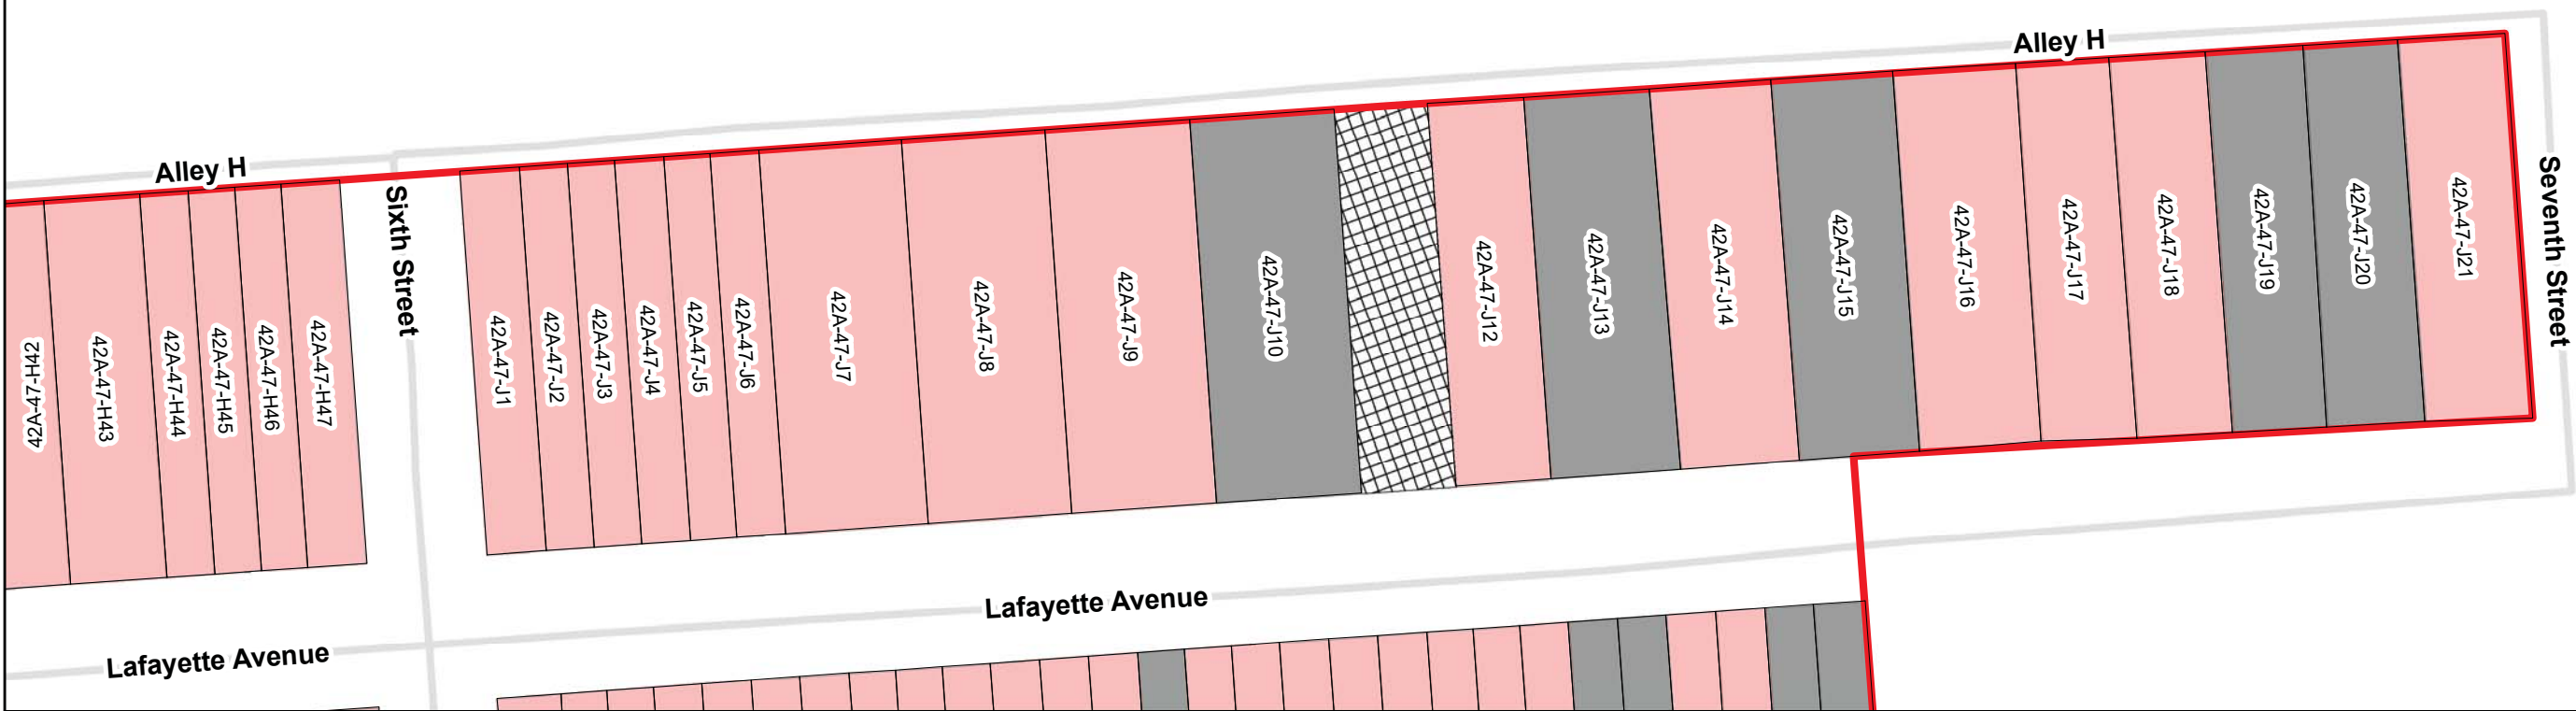 Alley H
Alley H
Sixth Street
Seventh Street
42A-47-H42
42A-47-H43
42A-47-H44
42A-47-H45
42A-47-H46
42A-47-H47
42A-47-J1
42A-47-J2
42A-47-J3
42A-47-J4
42A-47-J5
42A-47-J6
42A-47-J7
42A-47-J8
42A-47-J9
42A-47-J10
42A-47-J12
42A-47-J13
42A-47-J14
42A-47-J15
42A-47-J16
42A-47-J17
42A-47-J18
42A-47-J19
42A-47-J20
42A-47-J21
Lafayette Avenue
Lafayette Avenue